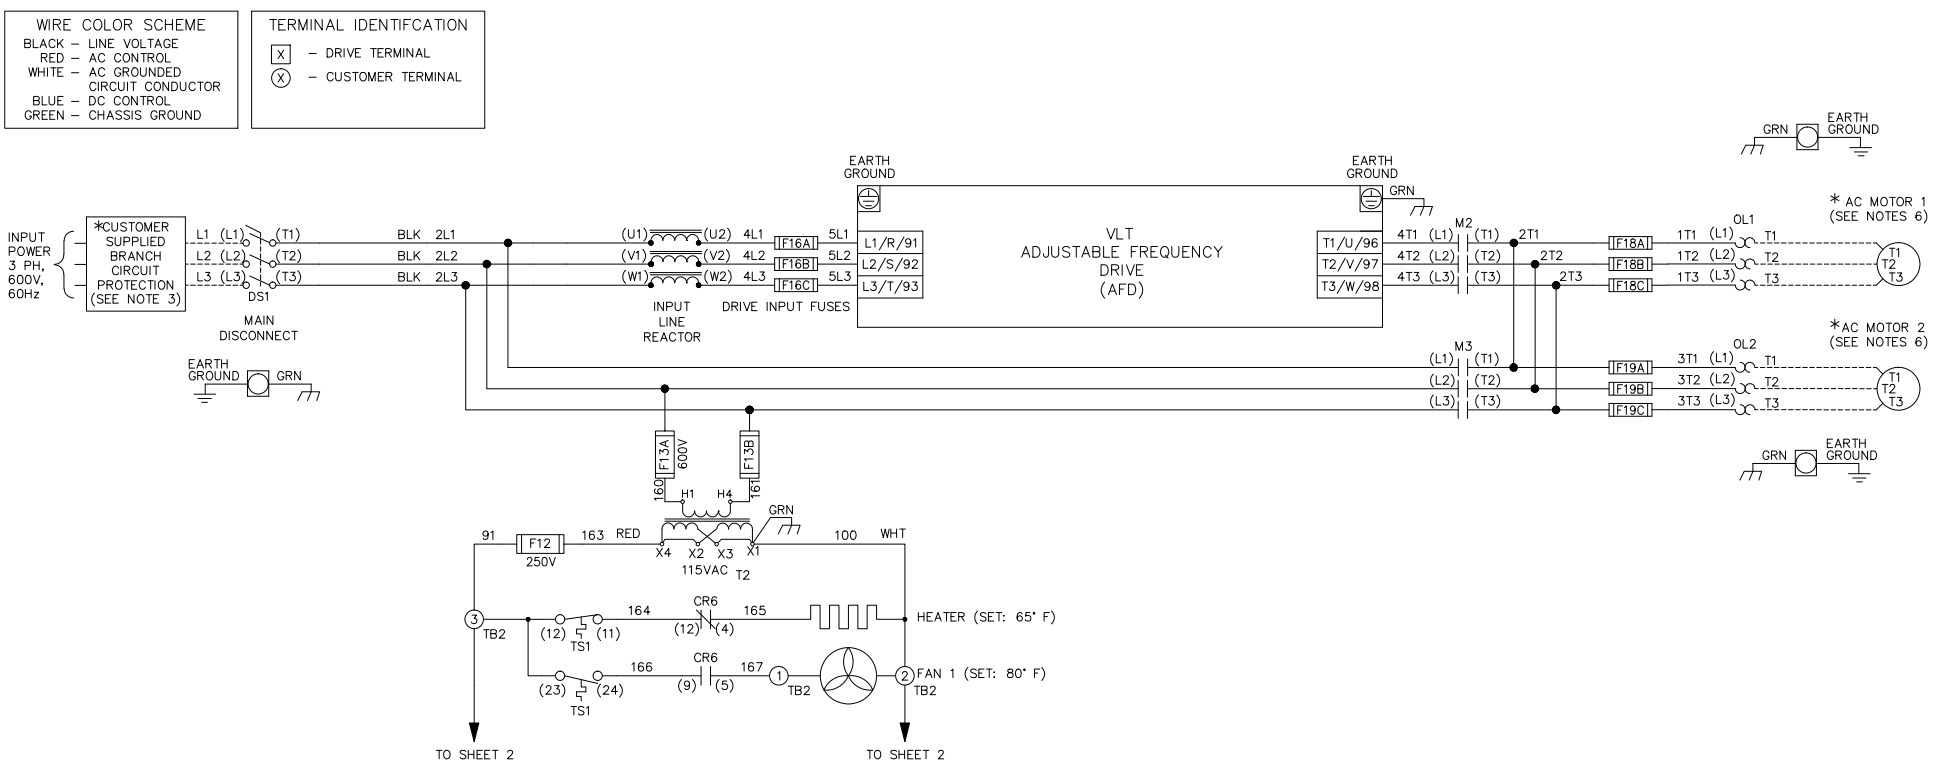 WIRE COLOR SCHEME
BLACK – LINE VOLTAGE
RED – AC CONTROL
WHITE – AC GROUNDED
CIRCUIT CONDUCTOR
BLUE – DC CONTROL
GREEN – CHASSIS GROUND
TERMINAL IDENTIFCATION
X – DRIVE TERMINAL
X – CUSTOMER TERMINAL
GRN
EARTH
GROUND
INPUT
POWER
3 PH,
600V,
60Hz
*CUSTOMER
SUPPLIED
BRANCH
CIRCUIT
PROTECTION
(SEE NOTE 3)
L1 (L1) (T1)
L2 (L2) (T2)
L3 (L3) (T3)
DS1
MAIN
DISCONNECT
EARTH
GROUND
GRN
BLK 2L1
BLK 2L2
BLK 2L3
(U1) (U2) 4L1 F16A 5L1
(V1) (V2) 4L2 F16B 5L2
(W1) (W2) 4L3 F16C 5L3
INPUT
LINE
REACTOR
DRIVE INPUT FUSES
EARTH
GROUND
L1/R/91
L2/S/92
L3/T/93
VLT
ADJUSTABLE FREQUENCY
DRIVE
(AFD)
EARTH
GROUND
GRN
T1/U/96
T2/V/97
T3/W/98
M2
4T1 (L1) (T1) 2T1
4T2 (L2) (T2) 2T2
4T3 (L3) (T3) 2T3
OL1
F18A 1T1 (L1) T1
F18B 1T2 (L2) T2
F18C 1T3 (L3) T3
* AC MOTOR 1
(SEE NOTES 6)
T1
T2
T3
M3
(L1) (T1)
(L2) (T2)
(L3) (T3)
OL2
F19A 3T1 (L1) T1
F19B 3T2 (L2) T2
F19C 3T3 (L3) T3
* AC MOTOR 2
(SEE NOTES 6)
T1
T2
T3
GRN
EARTH
GROUND
F13A
600V
F13B
160
161
H1 H4
GRN
91 F12 163 RED
250V
X4 X2 X3 X1
100 WHT
115VAC T2
3
TB2
(12) (11)
TS1
164
CR6
(12) (4)
165
HEATER (SET: 65° F)
(23) (24)
TS1
166
CR6
(9) (5)
167
1
TB2
2
TB2
FAN 1 (SET: 80° F)
TO SHEET 2
TO SHEET 2